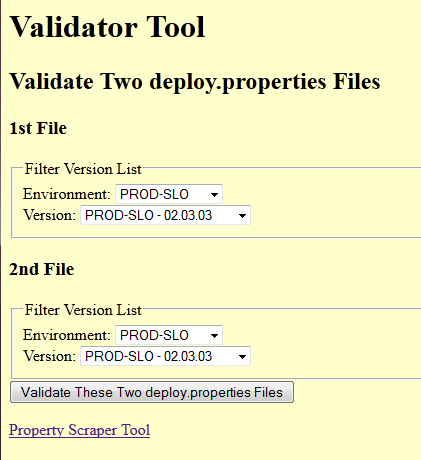 Validator Tool
Validate Two deploy.properties Files
1st File
Filter Version List
Environment: PROD-SLO
Version: PROD-SLO - 02.03.03
2nd File
Filter Version List
Environment: PROD-SLO
Version: PROD-SLO - 02.03.03
Validate These Two deploy.properties Files
Property Scraper Tool